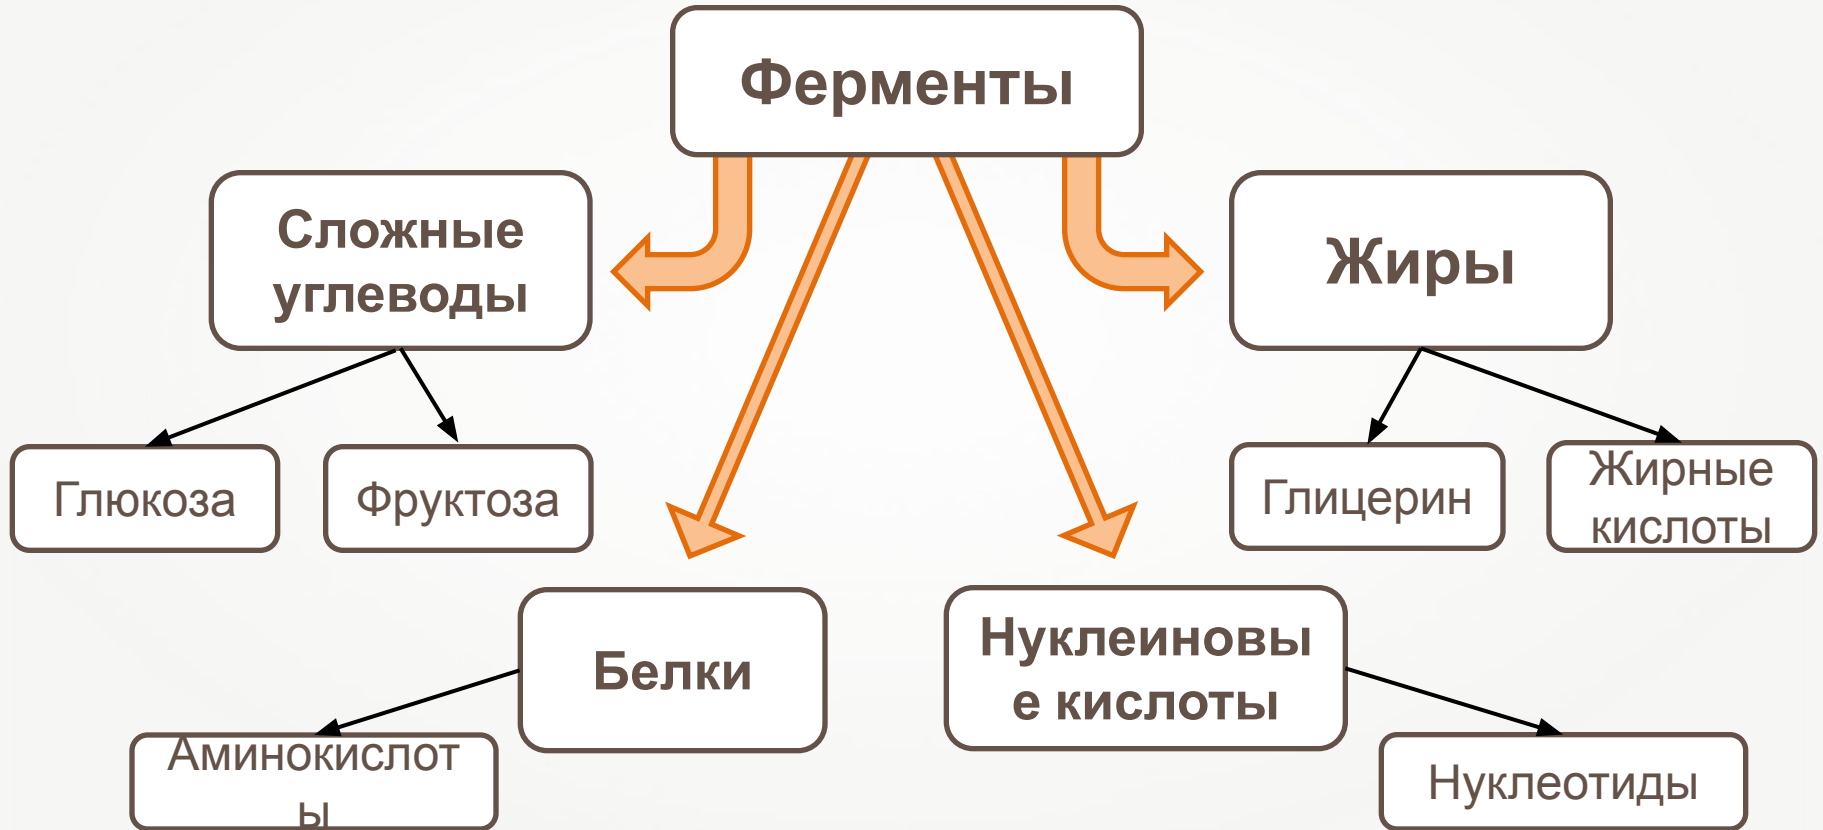 Ферменты
Сложные
углеводы
Жиры
Глюкоза
Фруктоза
Глицерин
Жирные
кислоты
Белки
Нуклеиновы
е кислоты
Аминокислот
ы
Нуклеотиды